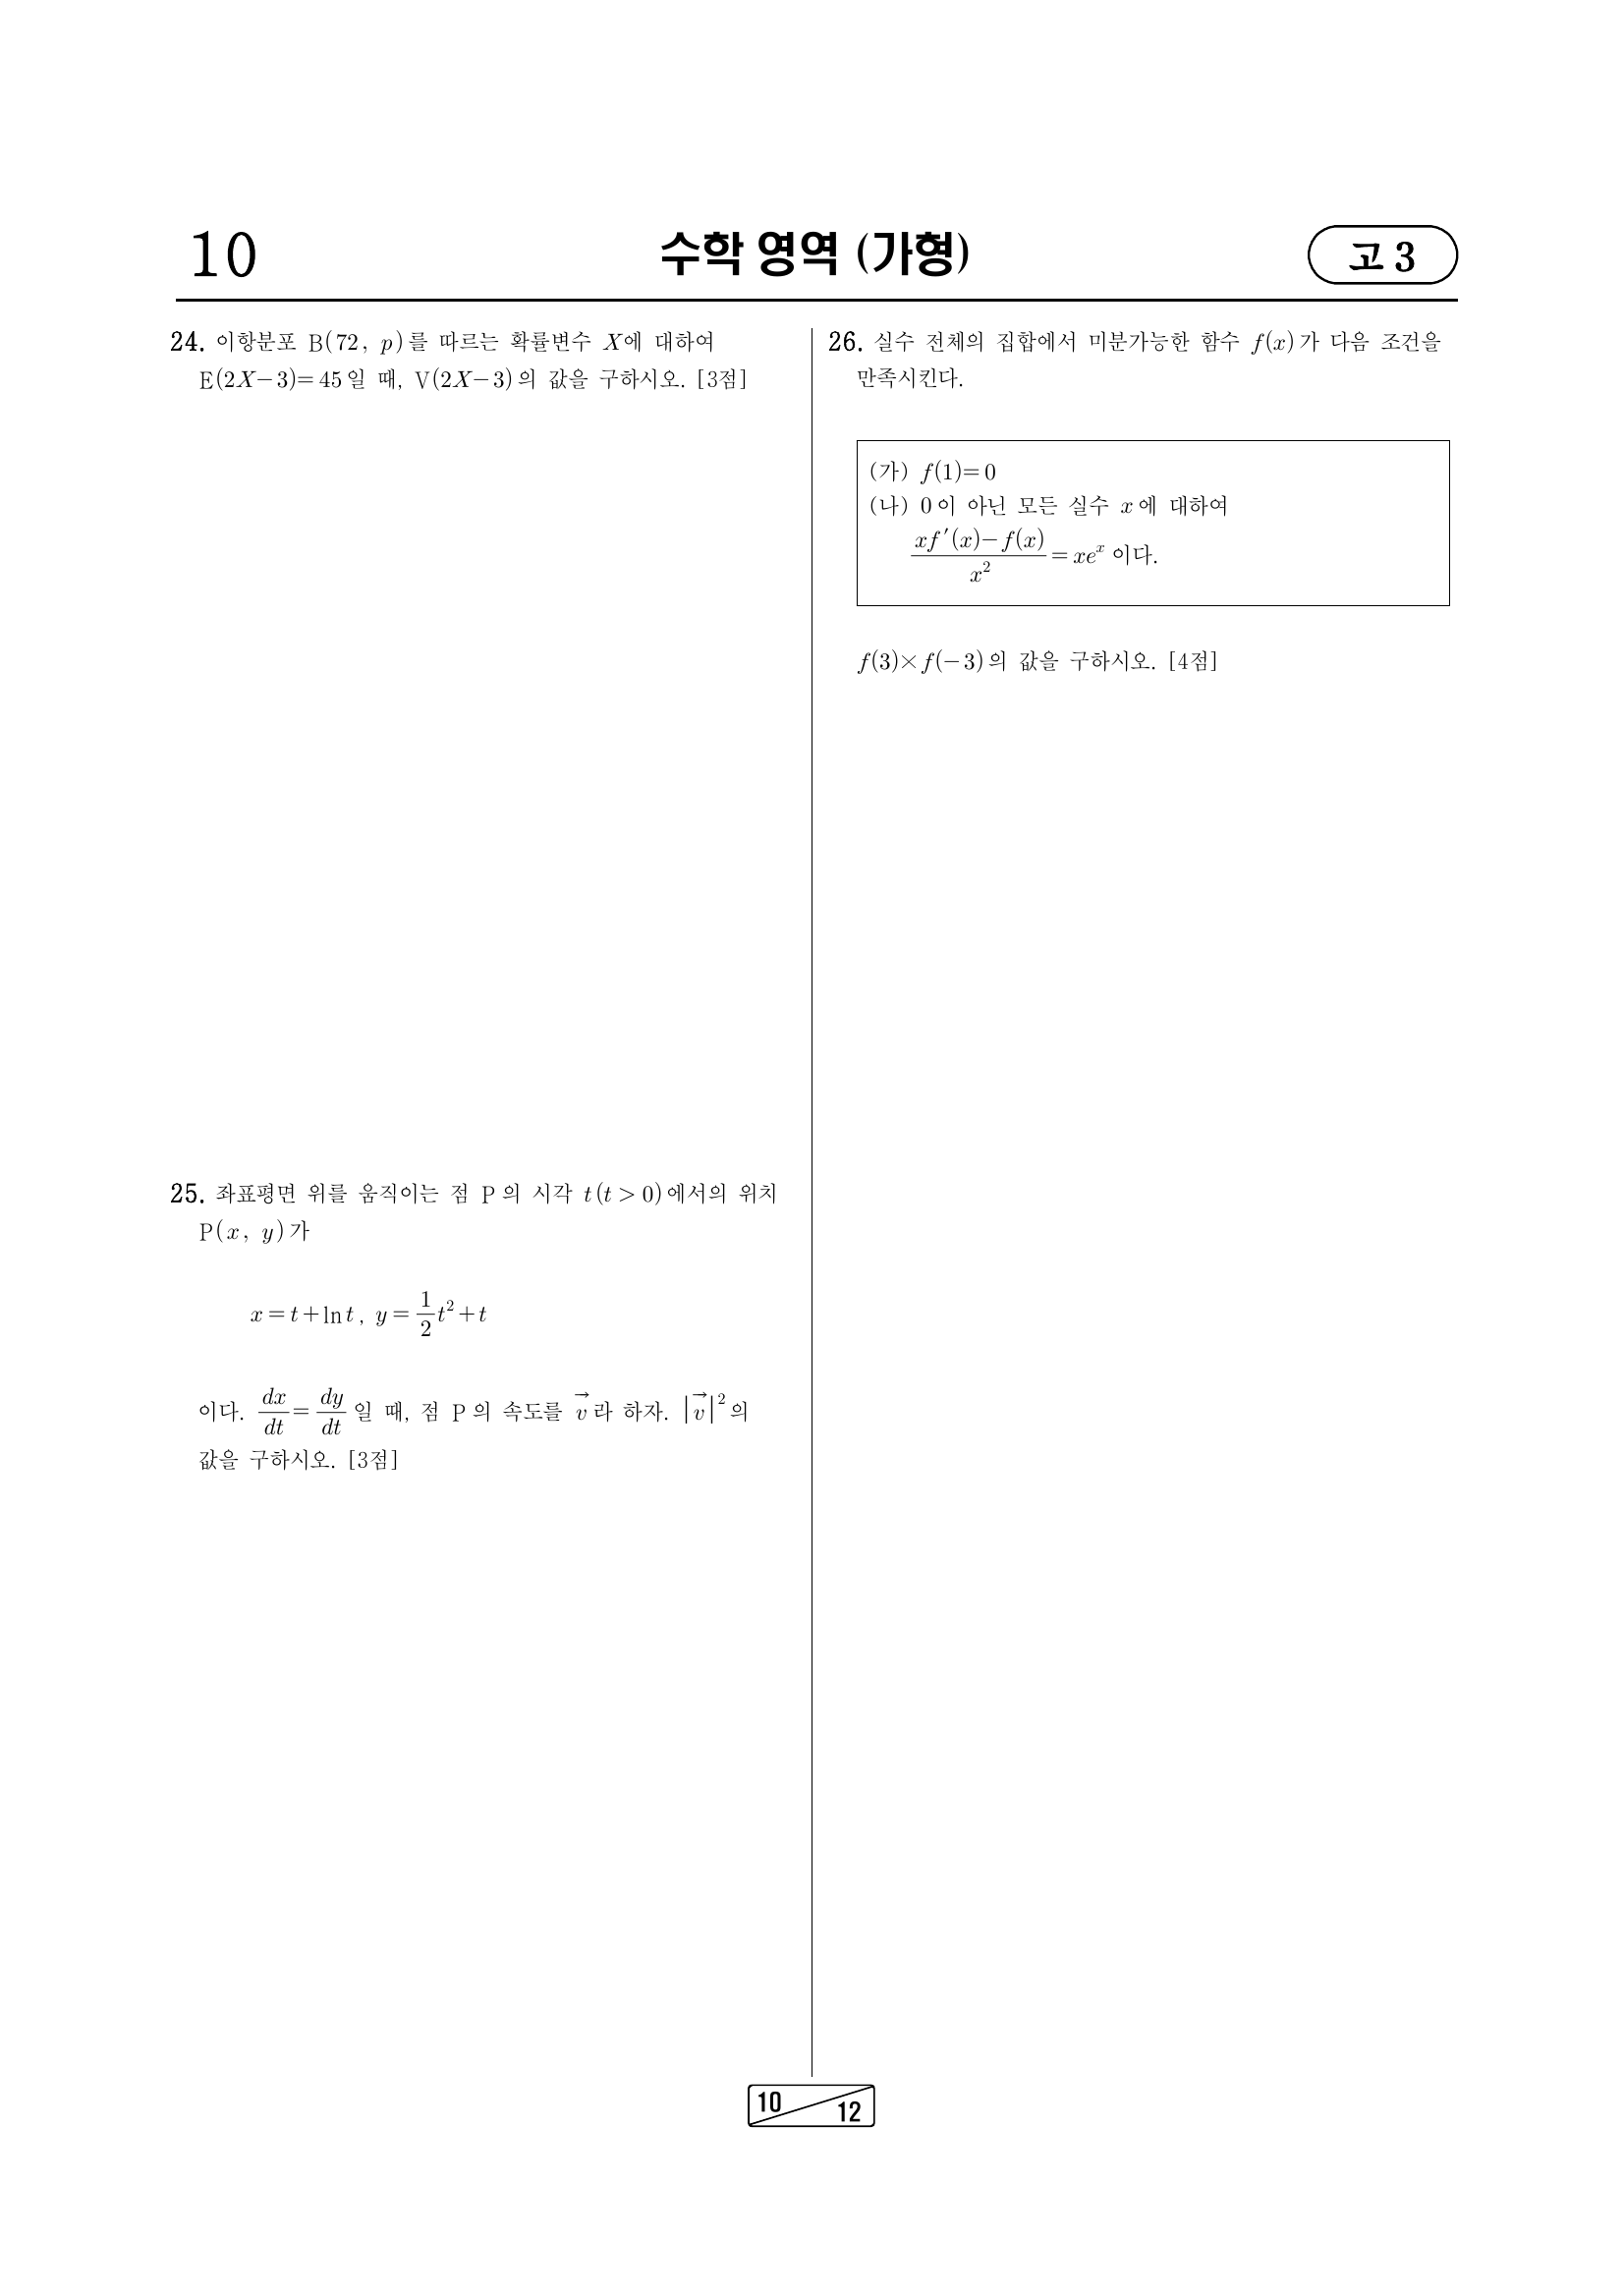 10
수학 영역 (가형)
고 3
24. 이항분포 B(72, p)를 따르는 확률변수 X에 대하여
E(2X−3)=45일 때, V(2X−3)의 값을 구하시오. [3점]
25. 좌표평면 위를 움직이는 점 P의 시각 t(t>0)에서의 위치
P(x, y)가
x=t+ln t, y=\frac{1}{2}t^2+t
이다. \frac{dx}{dt}=\frac{dy}{dt}일 때, 점 P의 속도를 \vec{v}라 하자. |\vec{v}|^2의
값을 구하시오. [3점]
26. 실수 전체의 집합에서 미분가능한 함수 f(x)가 다음 조건을
만족시킨다.
(가) f(1)=0
(나) 0이 아닌 모든 실수 x에 대하여
\frac{xf'(x)−f(x)}{x^2}=xe^x 이다.
f(3)×f(−3)의 값을 구하시오. [4점]
10
12